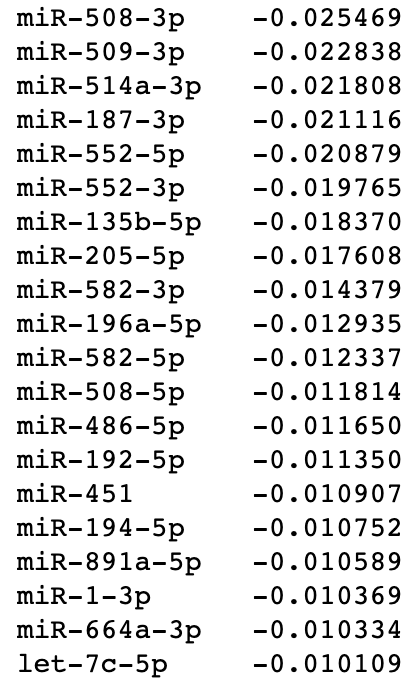 miR-508-3p -0.025469
miR-509-3p -0.022838
miR-514a-3p -0.021808
miR-187-3p -0.021116
miR-552-5p -0.020879
miR-552-3p -0.019765
miR-135b-5p -0.018370
miR-205-5p -0.017608
miR-582-3p -0.014379
miR-196a-5p -0.012935
miR-582-5p -0.012337
miR-508-5p -0.011814
miR-486-5p -0.011650
miR-192-5p -0.011350
miR-451 -0.010907
miR-194-5p -0.010752
miR-891a-5p -0.010589
miR-1-3p -0.010369
miR-664a-3p -0.010334
let-7c-5p -0.010109